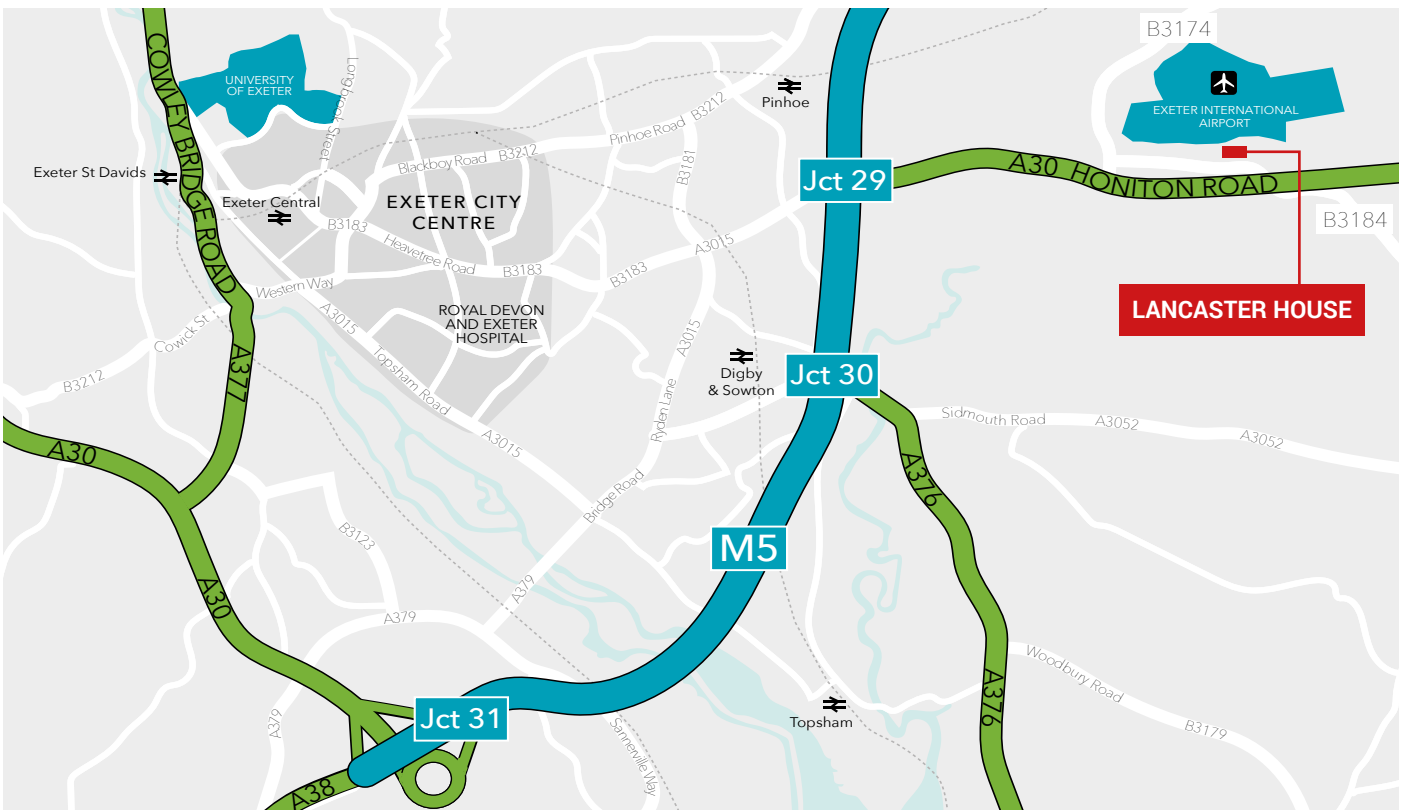 B3174
COWLEY BRIDGE ROAD
UNIVERSITY
OF EXETER
Longbrook Street
Pinhoe
EXETER INTERNATIONAL
AIRPORT
Pinhoe Road
B3212
Blackboy Road
B3212
B3181
Exeter St Davids
Jct 29
A30 HONITON ROAD
Exeter Central
EXETER CITY
CENTRE
B3184
B3183
Heavetree Road
B3183
B3183
A3015
Western Way
LANCASTER HOUSE
A3015
ROYAL DEVON
AND EXETER
HOSPITAL
Cowick St
A3015
Topsham Road
B3212
A377
Digby
& Sowton
Jct 30
Ryden Lane
Sidmouth Road
A3052
A3052
A30
A3015
A376
Bridge Road
B3123
M5
A30
A379
A379
Woodbury Road
A376
A379
Jct 31
Topsham
Sannerville Way
B3179
A38